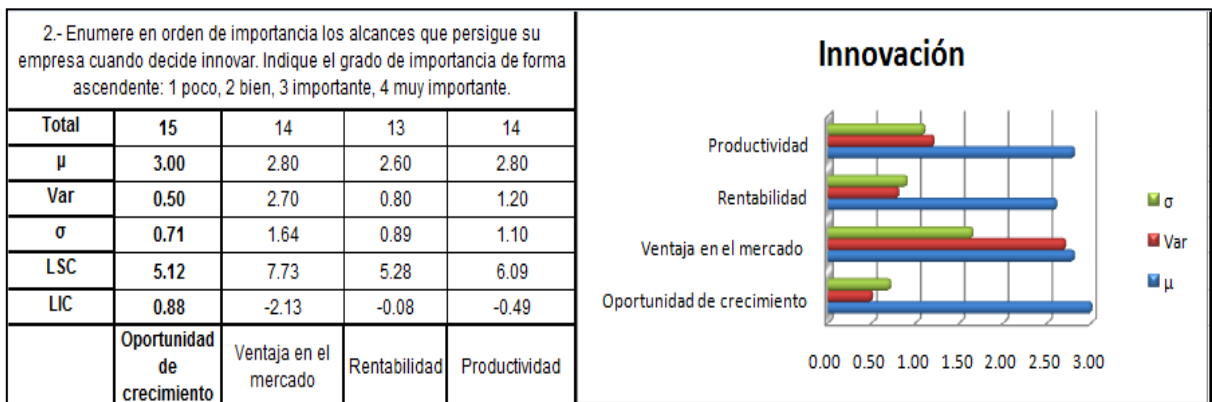 2.- Enumere en orden de importancia los alcances que persigue su
empresa cuando decide innovar. Indique el grado de importancia de forma
ascendente: 1 poco, 2 bien, 3 importante, 4 muy importante.
Total 15 14 13 14
μ 3.00 2.80 2.60 2.80
Var 0.50 2.70 0.80 1.20
σ 0.71 1.64 0.89 1.10
LSC 5.12 7.73 5.28 6.09
LIC 0.88 -2.13 -0.08 -0.49
Oportunidad
de
crecimiento
Ventaja en el
mercado
Rentabilidad
Productividad
Innovación
Productividad
Rentabilidad
Ventaja en el mercado
Oportunidad de crecimiento
0.00 0.50 1.00 1.50 2.00 2.50 3.00
σ
Var
μ